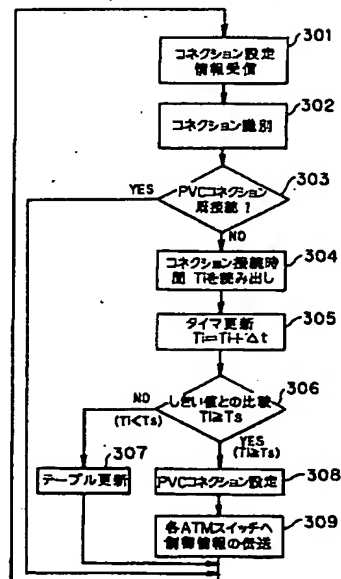 301
コネクション設定
情報受信
302
コネクション識別
303
YES
PVCコネクション
既接続?
NO
304
コネクション接続時
間 Tiを読み出し
305
タイマ更新
Ti=Ti+Δt
306
NO
(Ti<Ts)
しきい値との比較
Ti≧Ts
YES
(Ti≧Ts)
307
テーブル更新
308
PVCコネクション設定
309
各ATMスイッチへ
制御情報の伝送